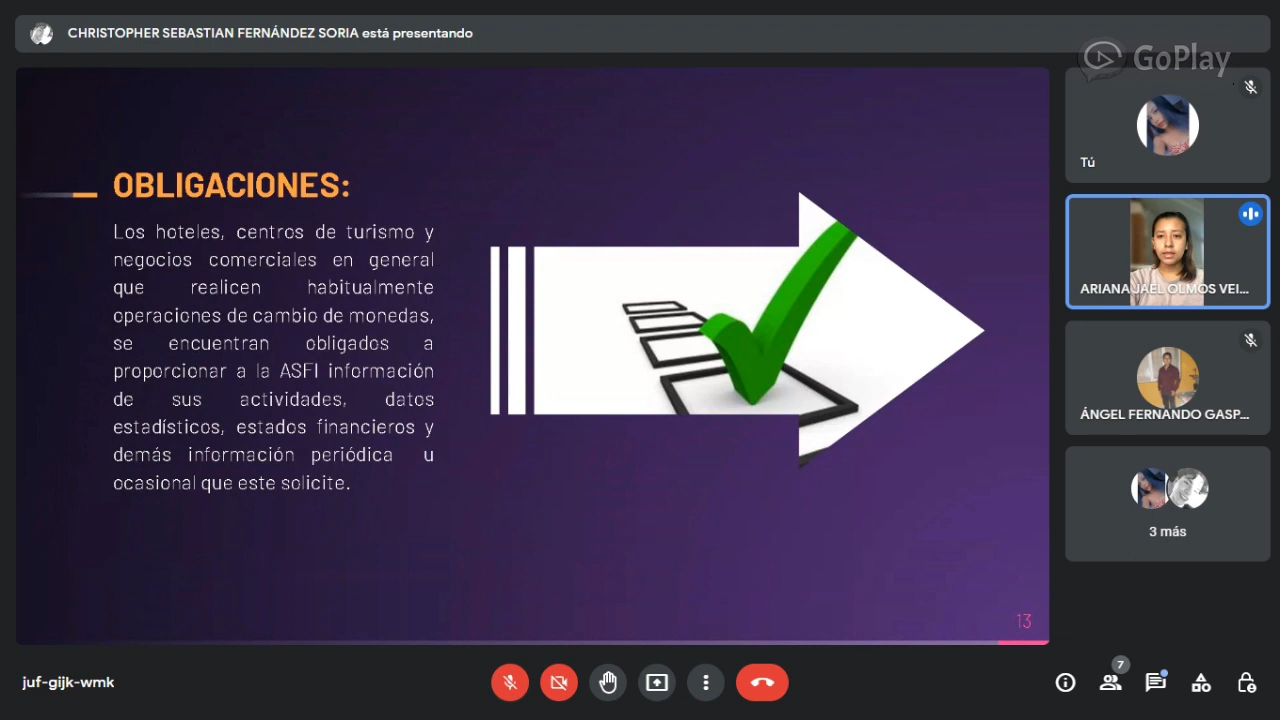 CHRISTOPHER SEBASTIAN FERNÁNDEZ SORIA está presentando
GoPlay
Tú
OBLIGACIONES:
Los hoteles, centros de turismo y
negocios comerciales en general
que realicen habitualmente
operaciones de cambio de monedas,
se encuentran obligados a
proporcionar a la ASFI información
de sus actividades, datos
estadísticos, estados financieros y
demás información periódica u
ocasional que este solicite.
ARIANA JAEL OLMOS VEI...
ÁNGEL FERNANDO GASP...
3 más
13
juf-gijk-wmk
7